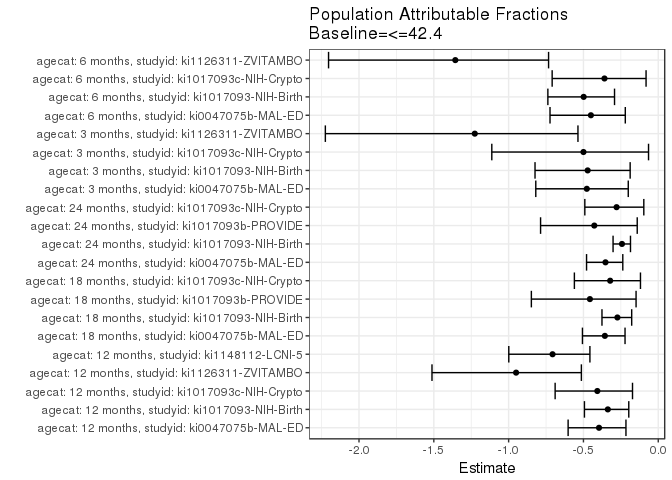 Population Attributable Fractions
Baseline=<=42.4
agecat: 6 months, studyid: ki1126311-ZVITAMBO
agecat: 6 months, studyid: ki1017093c-NIH-Crypto
agecat: 6 months, studyid: ki1017093-NIH-Birth
agecat: 6 months, studyid: ki0047075b-MAL-ED
agecat: 3 months, studyid: ki1126311-ZVITAMBO
agecat: 3 months, studyid: ki1017093c-NIH-Crypto
agecat: 3 months, studyid: ki1017093-NIH-Birth
agecat: 3 months, studyid: ki0047075b-MAL-ED
agecat: 24 months, studyid: ki1017093c-NIH-Crypto
agecat: 24 months, studyid: ki1017093b-PROVIDE
agecat: 24 months, studyid: ki1017093-NIH-Birth
agecat: 24 months, studyid: ki0047075b-MAL-ED
agecat: 18 months, studyid: ki1017093c-NIH-Crypto
agecat: 18 months, studyid: ki1017093b-PROVIDE
agecat: 18 months, studyid: ki1017093-NIH-Birth
agecat: 18 months, studyid: ki0047075b-MAL-ED
agecat: 12 months, studyid: ki1148112-LCNI-5
agecat: 12 months, studyid: ki1126311-ZVITAMBO
agecat: 12 months, studyid: ki1017093c-NIH-Crypto
agecat: 12 months, studyid: ki1017093-NIH-Birth
agecat: 12 months, studyid: ki0047075b-MAL-ED
-2.0 -1.5 -1.0 -0.5 0.0
Estimate